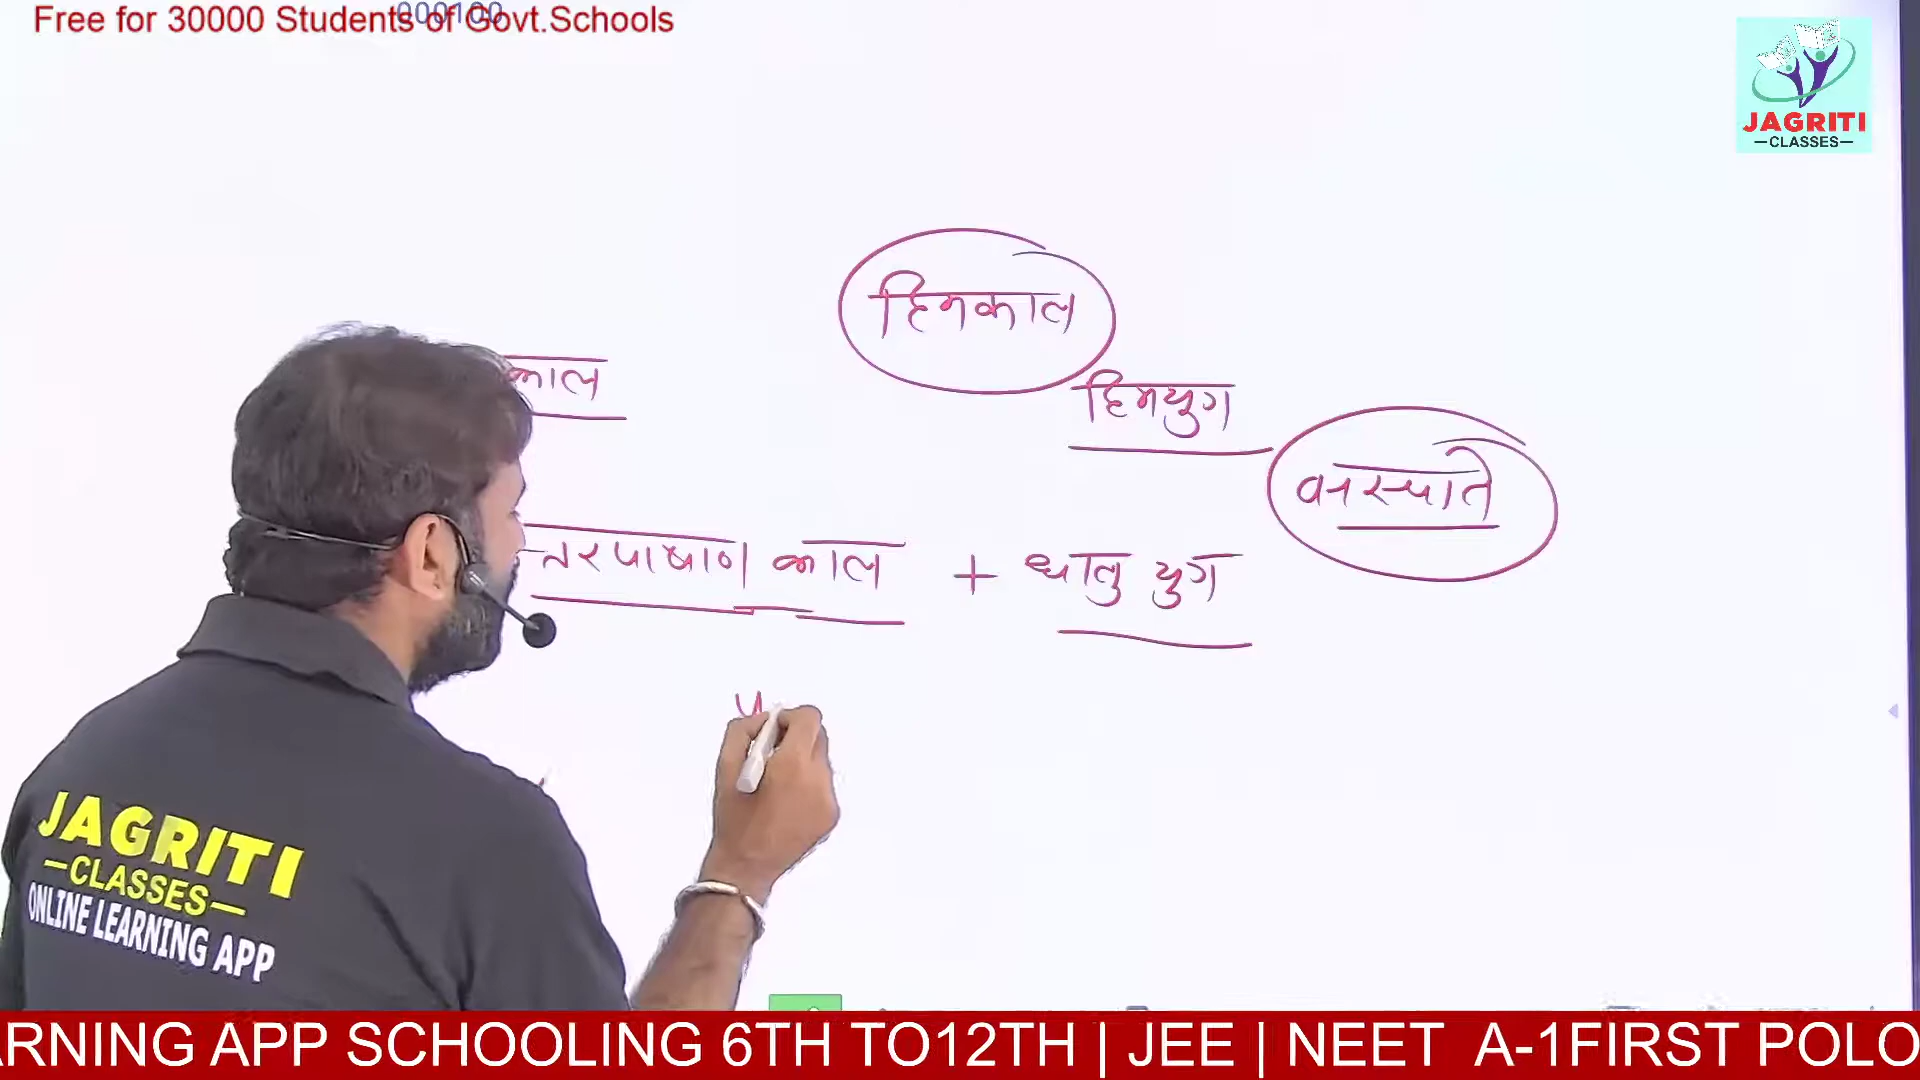 000100
Free for 30000 Students of Govt.Schools
JAGRITI
—CLASSES—
हिमकाल
काल
हिमयुग
वनस्पति
त्तरपाषाण काल + धातु युग
JAGRITI
—CLASSES—
ONLINE LEARNING APP
ARNING APP SCHOOLING 6TH TO12TH | JEE | NEET A-1FIRST POLO